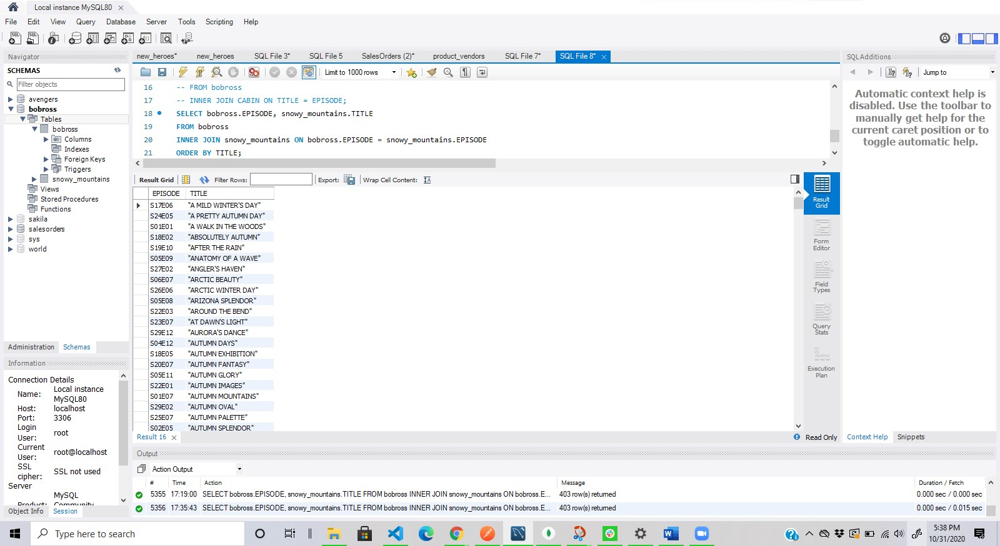 Local instance MySQL80
File Edit View Query Database Server Tools Scripting Help
Navigator
SCHEMAS
Filter objects
avengers
bobross
Tables
bobross
Columns
Indexes
Foreign Keys
Triggers
snowy_mountains
Views
Stored Procedures
Functions
sakila
salesorders
sys
world
Administration Schemas
Information
Connection Details
Name: Local instance MySQL80
Host: localhost
Port: 3306
Login User: root
Current User: root@localhost
SSL cipher: SSL not used
Server
Product: MySQL Community
Object Info Session
new_heroes* new_heroes SQL File 3* SQL File 5 SalesOrders (2)* product_vendors SQL File 7* SQL File 8*
Limit to 1000 rows
16 -- FROM bobross
17 -- INNER JOIN CABIN ON TITLE = EPISODE;
18 SELECT bobross.EPISODE, snowy_mountains.TITLE
19 FROM bobross
20 INNER JOIN snowy_mountains ON bobross.EPISODE = snowy_mountains.EPISODE
21 ORDER BY TITLE;
Result Grid Filter Rows: Export: Wrap Cell Content:
EPISODE TITLE
S17E06 "A MILD WINTER'S DAY"
S24E05 "A PRETTY AUTUMN DAY"
S01E01 "A WALK IN THE WOODS"
S18E02 "ABSOLUTELY AUTUMN"
S19E10 "AFTER THE RAIN"
S05E09 "ANATOMY OF A WAVE"
S27E02 "ANGLER'S HAVEN"
S06E07 "ARCTIC BEAUTY"
S26E06 "ARCTIC WINTER DAY"
S05E08 "ARIZONA SPLENDOR"
S22E03 "AROUND THE BEND"
S23E07 "AT DAWN'S LIGHT"
S29E12 "AURORA'S DANCE"
S04E12 "AUTUMN DAYS"
S18E05 "AUTUMN EXHIBITION"
S20E07 "AUTUMN FANTASY"
S05E11 "AUTUMN GLORY"
S22E01 "AUTUMN IMAGES"
S01E07 "AUTUMN MOUNTAINS"
S29E02 "AUTUMN OVAL"
S25E07 "AUTUMN PALETTE"
S02E05 "AUTUMN SPLENDOR"
Result 16
Read Only
Result Grid
Form Editor
Field Types
Query Stats
Execution Plan
SQLAdditions
Jump to
Automatic context help is
disabled. Use the toolbar to
manually get help for the
current caret position or to
toggle automatic help.
Context Help Snippets
Output
Action Output
# Time Action Message Duration / Fetch
5355 17:19:00 SELECT bobross.EPISODE, snowy_mountains.TITLE FROM bobross INNER JOIN snowy_mountains ON bobross.E... 403 row(s) returned 0.000 sec / 0.000 sec
5356 17:35:43 SELECT bobross.EPISODE, snowy_mountains.TITLE FROM bobross INNER JOIN snowy_mountains ON bobross.E... 403 row(s) returned 0.000 sec / 0.015 sec
Type here to search
5:38 PM
10/31/2020